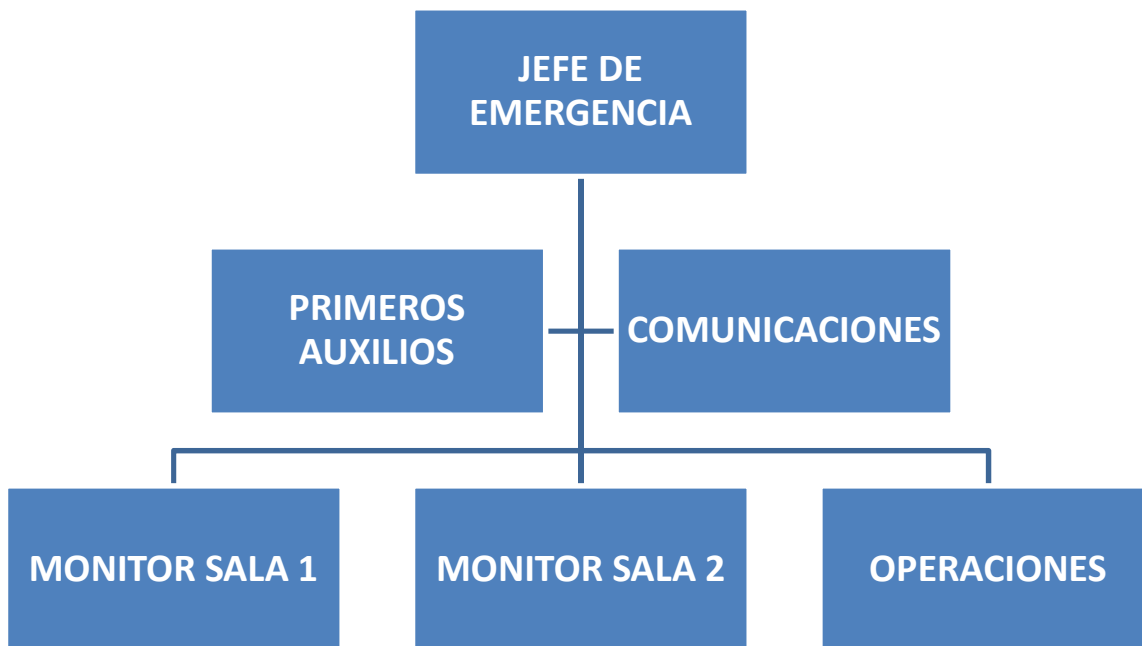 JEFE DE
EMERGENCIA
PRIMEROS
AUXILIOS
COMUNICACIONES
MONITOR SALA 1
MONITOR SALA 2
OPERACIONES